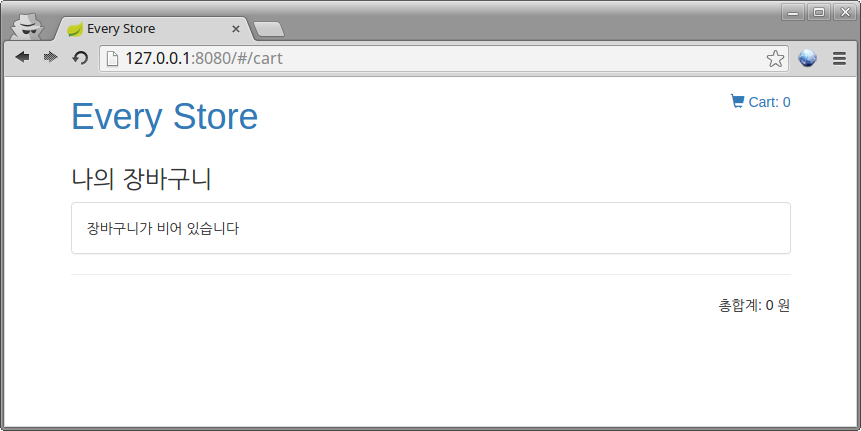 Every Store
127.0.0.1:8080/#/cart
Every Store
Cart: 0
나의 장바구니
장바구니가 비어 있습니다
총합계: 0 원